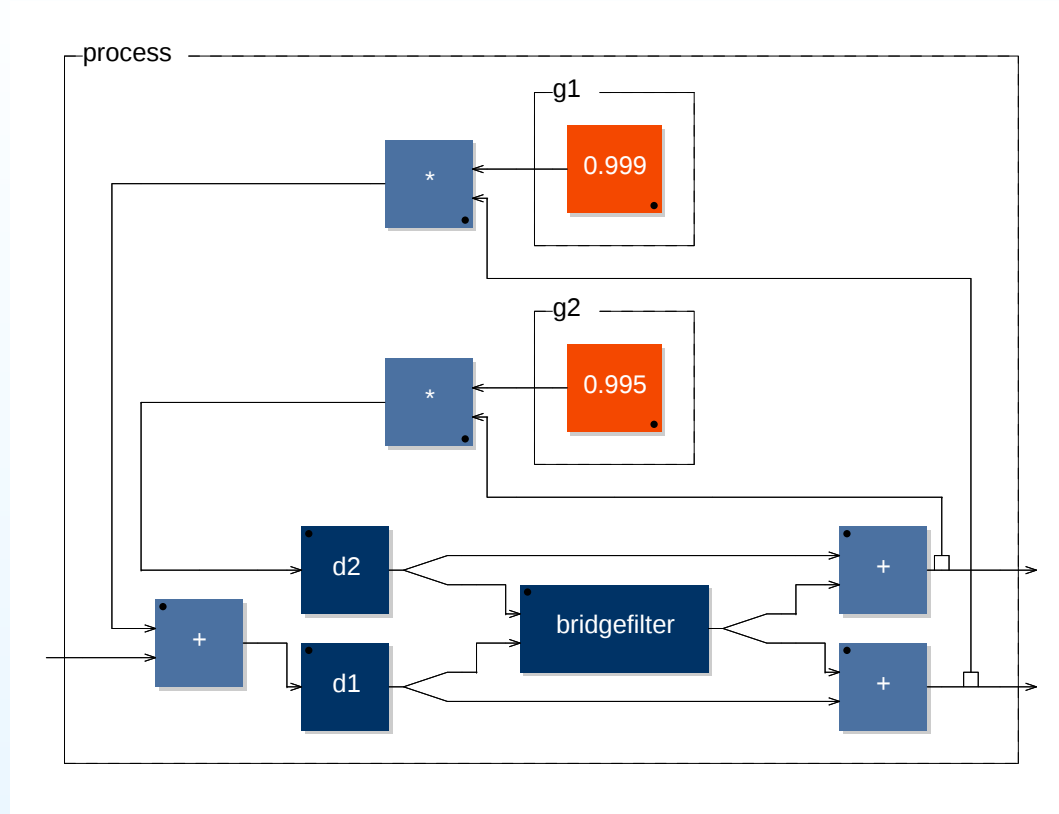 process
g1
0.999
*
g2
0.995
*
d2
+
bridgefilter
+
d1
+